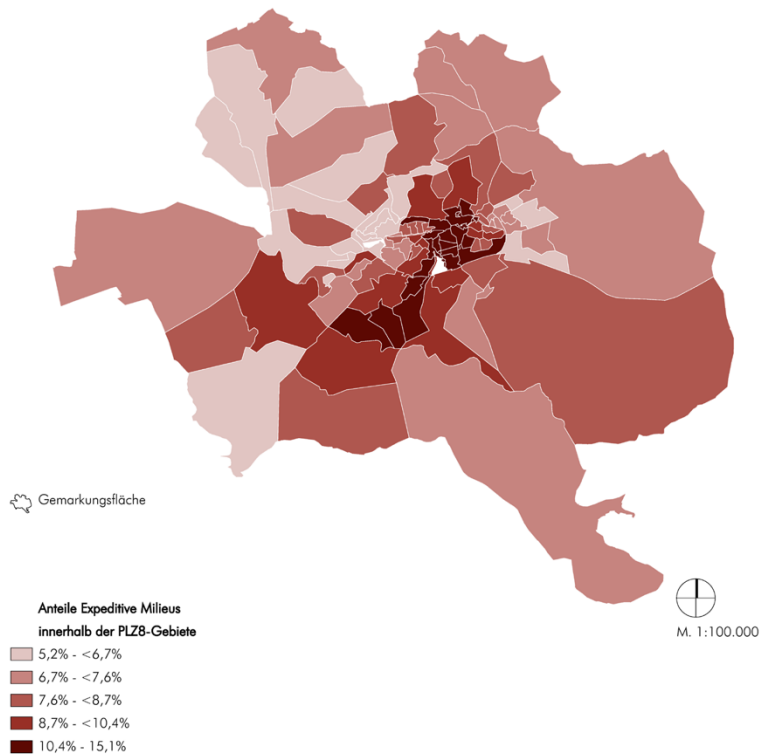 Gemarkungsfläche
Anteile Expeditive Milieus
innerhalb der PLZ8-Gebiete
5,2% - <6,7%
6,7% - <7,6%
7,6% - <8,7%
8,7% - <10,4%
10,4% - 15,1%
M. 1:100.000